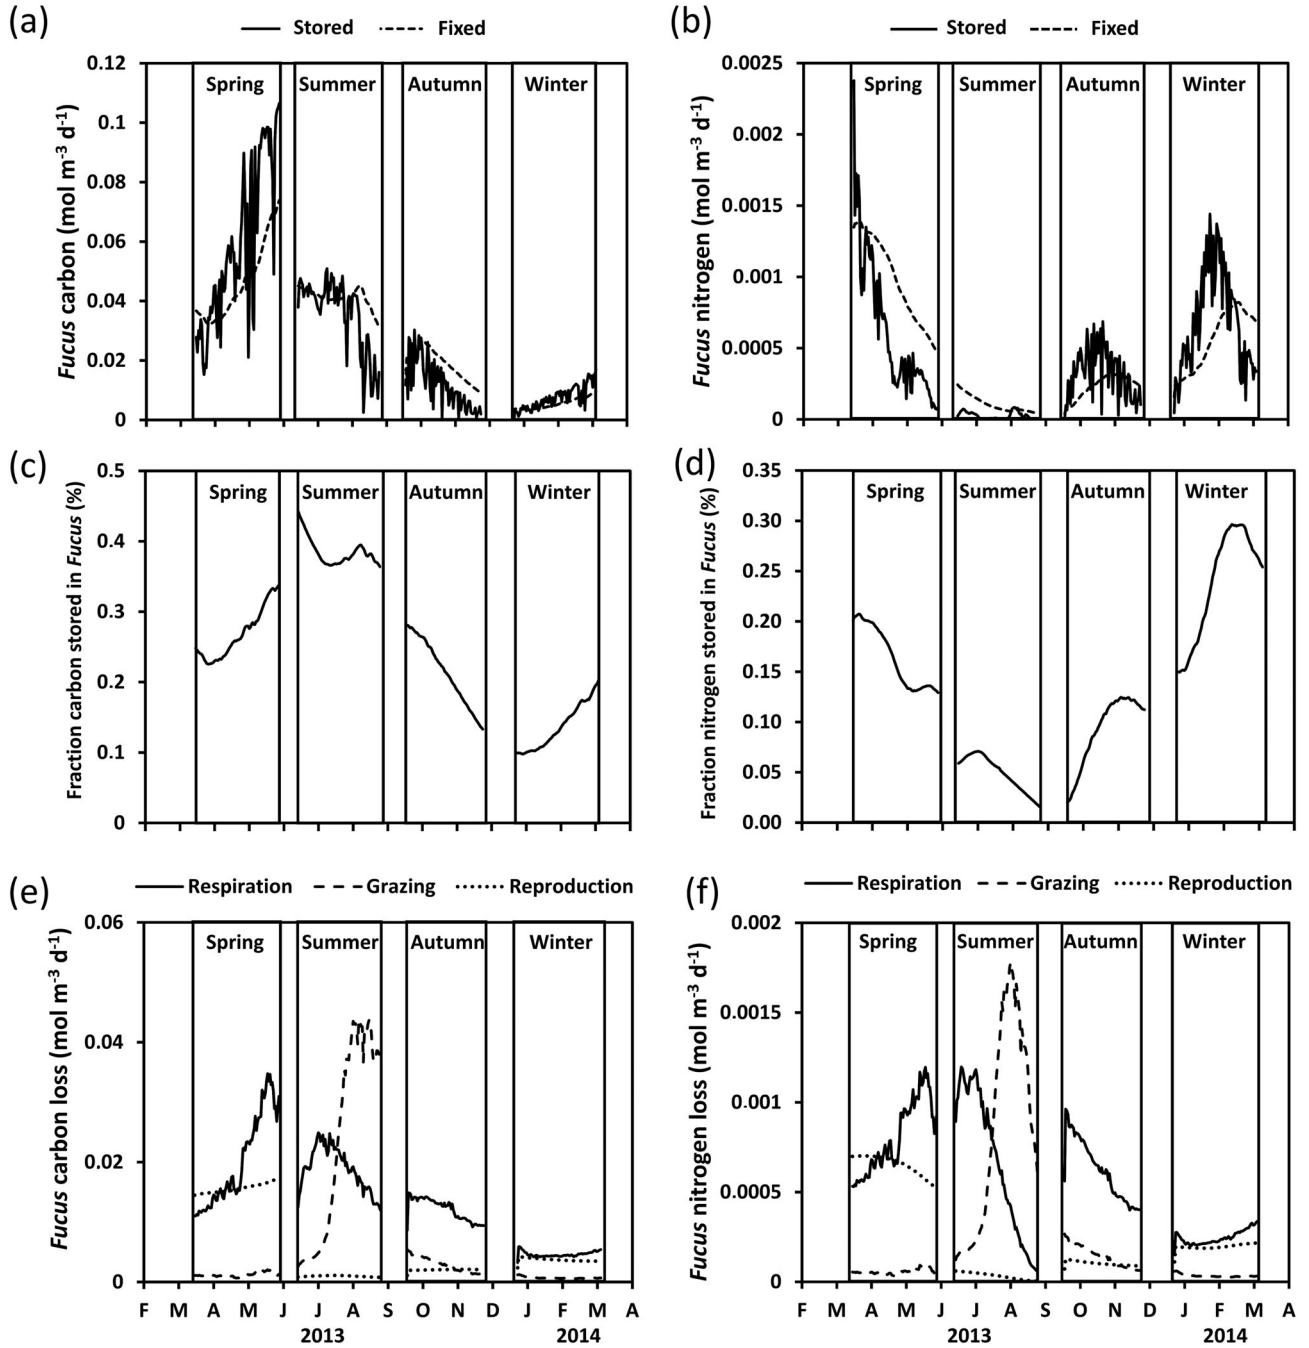 (a)
Stored Fixed
Fucus carbon (mol m⁻³ d⁻¹)
0.12
0.1
0.08
0.06
0.04
0.02
0
Spring Summer Autumn Winter
(b)
Stored Fixed
Fucus nitrogen (mol m⁻³ d⁻¹)
0.0025
0.002
0.0015
0.001
0.0005
0
Spring Summer Autumn Winter
(c)
Fraction carbon stored in Fucus (%)
0.5
0.4
0.3
0.2
0.1
0
Spring Summer Autumn Winter
(d)
Fraction nitrogen stored in Fucus (%)
0.35
0.30
0.25
0.20
0.15
0.10
0.05
0.00
Spring Summer Autumn Winter
(e)
Respiration Grazing Reproduction
Fucus carbon loss (mol m⁻³ d⁻¹)
0.06
0.04
0.02
0
Spring Summer Autumn Winter
F M A M J J A S O N D J F M A
2013 2014
(f)
Respiration Grazing Reproduction
Fucus nitrogen loss (mol m⁻³ d⁻¹)
0.002
0.0015
0.001
0.0005
0
Spring Summer Autumn Winter
F M A M J J A S O N D J F M A
2013 2014